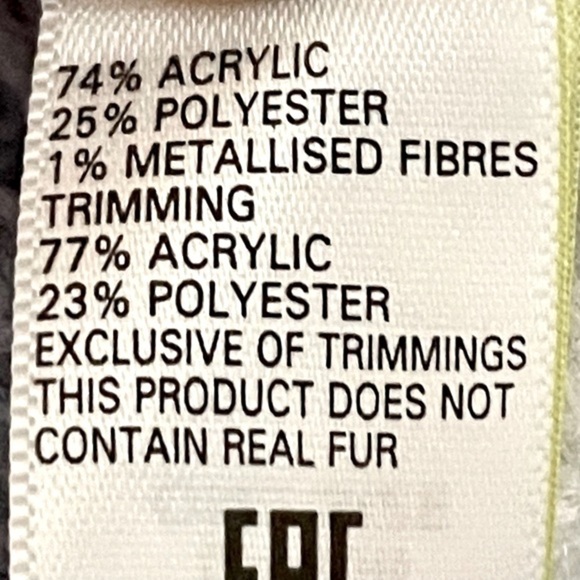 74% ACRYLIC
25% POLYESTER
1% METALLISED FIBRES
TRIMMING
77% ACRYLIC
23% POLYESTER
EXCLUSIVE OF TRIMMINGS
THIS PRODUCT DOES NOT
CONTAIN REAL FUR
EAC